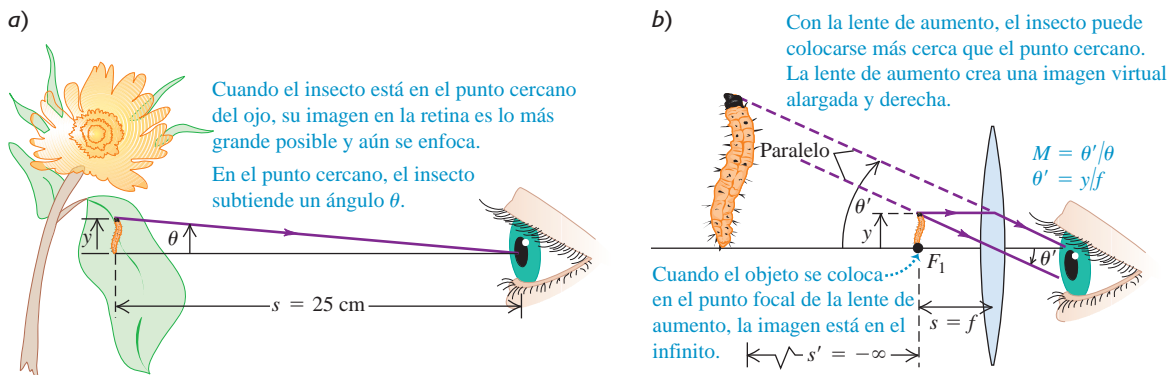 a)
Cuando el insecto está en el punto cercano
del ojo, su imagen en la retina es lo más
grande posible y aún se enfoca.
En el punto cercano, el insecto
subtiende un ángulo θ.
y
θ
s = 25 cm
b)
Con la lente de aumento, el insecto puede
colocarse más cerca que el punto cercano.
La lente de aumento crea una imagen virtual
alargada y derecha.
Paralelo
M = θ′/θ
θ′ = y/f
θ′
y
F₁
θ′
Cuando el objeto se coloca
en el punto focal de la lente de
aumento, la imagen está en el
infinito.
s = f
s′ = −∞